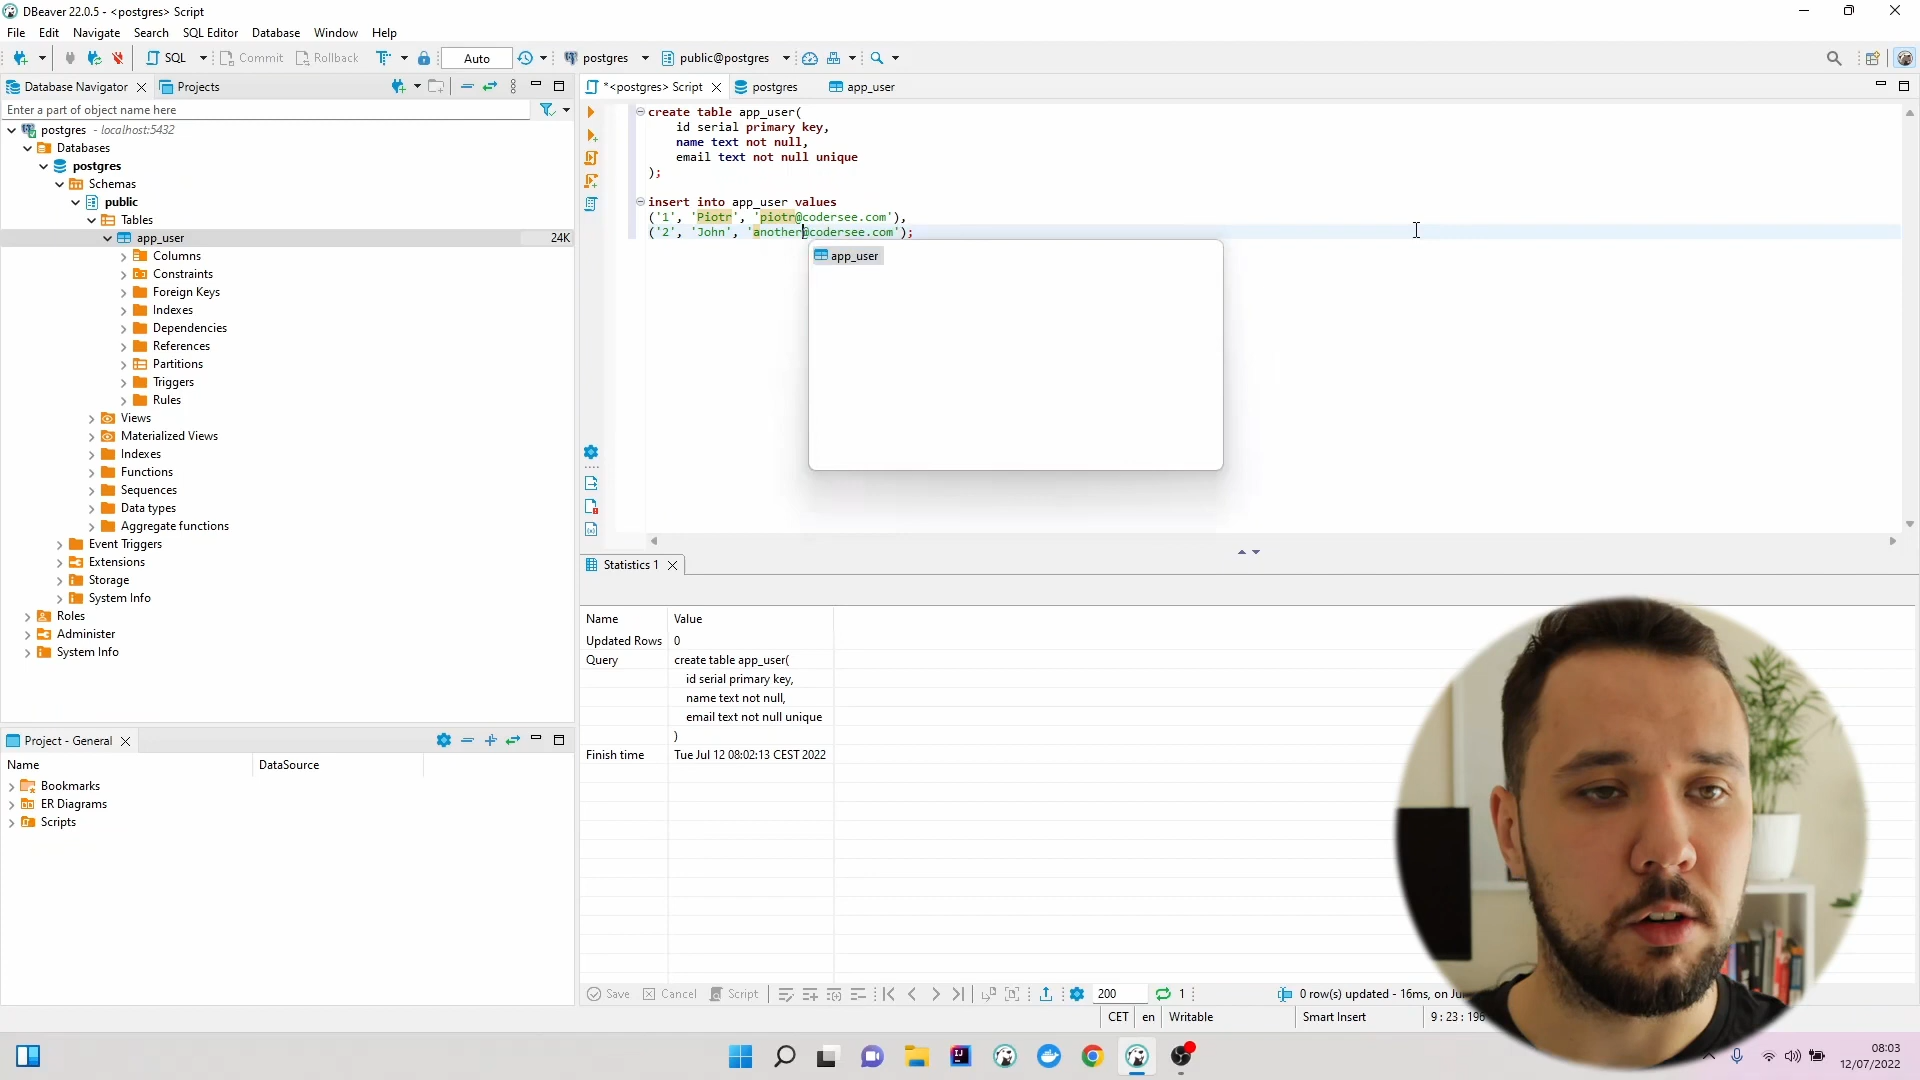 DBeaver 22.0.5 - <postgres> Script
File Edit Navigate Search SQL Editor Database Window Help
SQL Commit Rollback Auto postgres public@postgres
Database Navigator Projects
Enter a part of object name here
postgres - localhost:5432
Databases
postgres
Schemas
public
Tables
app_user 24K
Columns
Constraints
Foreign Keys
Indexes
Dependencies
References
Partitions
Triggers
Rules
Views
Materialized Views
Indexes
Functions
Sequences
Data types
Aggregate functions
Event Triggers
Extensions
Storage
System Info
Roles
Administer
System Info
Project - General
Name DataSource
Bookmarks
ER Diagrams
Scripts
*<postgres> Script postgres app_user
create table app_user(
id serial primary key,
name text not null,
email text not null unique
);
insert into app_user values
('1', 'Piotr', 'piotr@codersee.com'),
('2', 'John', 'another@codersee.com');
app_user
Statistics 1
Name Value
Updated Rows 0
Query create table app_user(
id serial primary key,
name text not null,
email text not null unique
)
Finish time Tue Jul 12 08:02:13 CEST 2022
Save Cancel Script 200 1 0 row(s) updated - 16ms, on
CET en Writable Smart Insert 9 : 23 : 196
08:03
12/07/2022